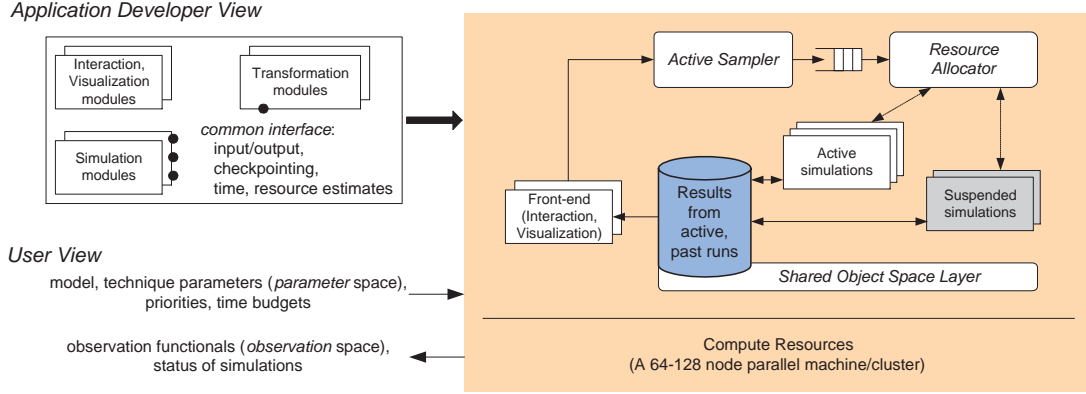 Application Developer View
Interaction,
Visualization
modules
Transformation
modules
Simulation
modules
common interface:
input/output,
checkpointing,
time, resource estimates
User View
model, technique parameters (parameter space),
priorities, time budgets
observation functionals (observation space),
status of simulations
Active Sampler
Resource
Allocator
Active
simulations
Suspended
simulations
Front-end
(Interaction,
Visualization)
Results
from
active,
past runs
Shared Object Space Layer
Compute Resources
(A 64-128 node parallel machine/cluster)